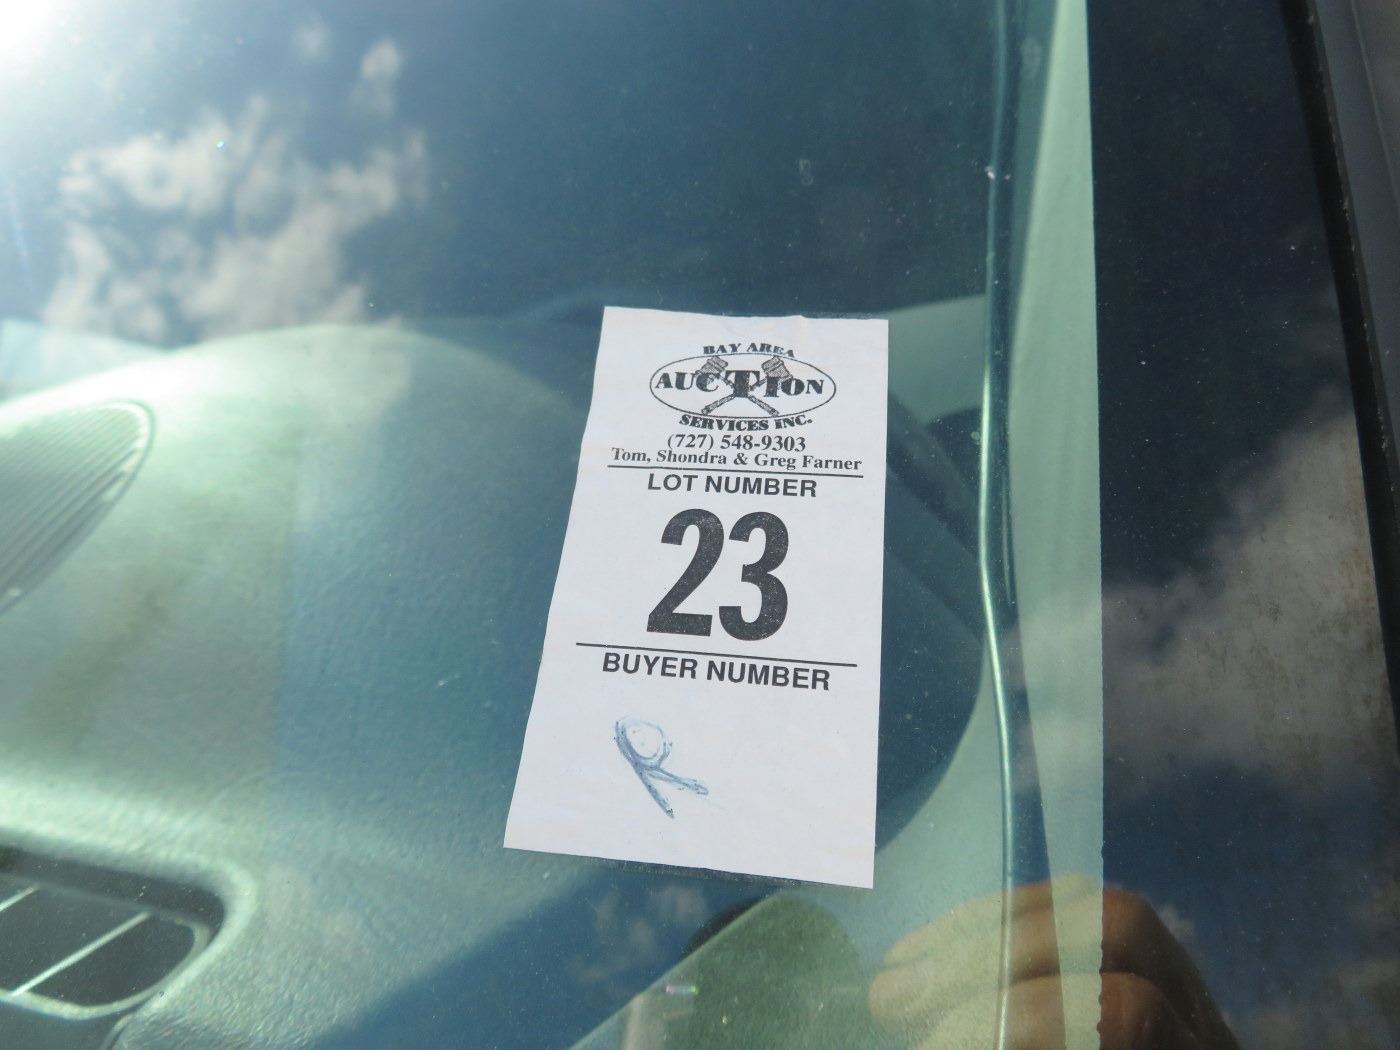 BAY AREA
AUCTION
SERVICES INC.
(727) 548-9303
Tom, Shondra & Greg Farner
LOT NUMBER
23
BUYER NUMBER
R